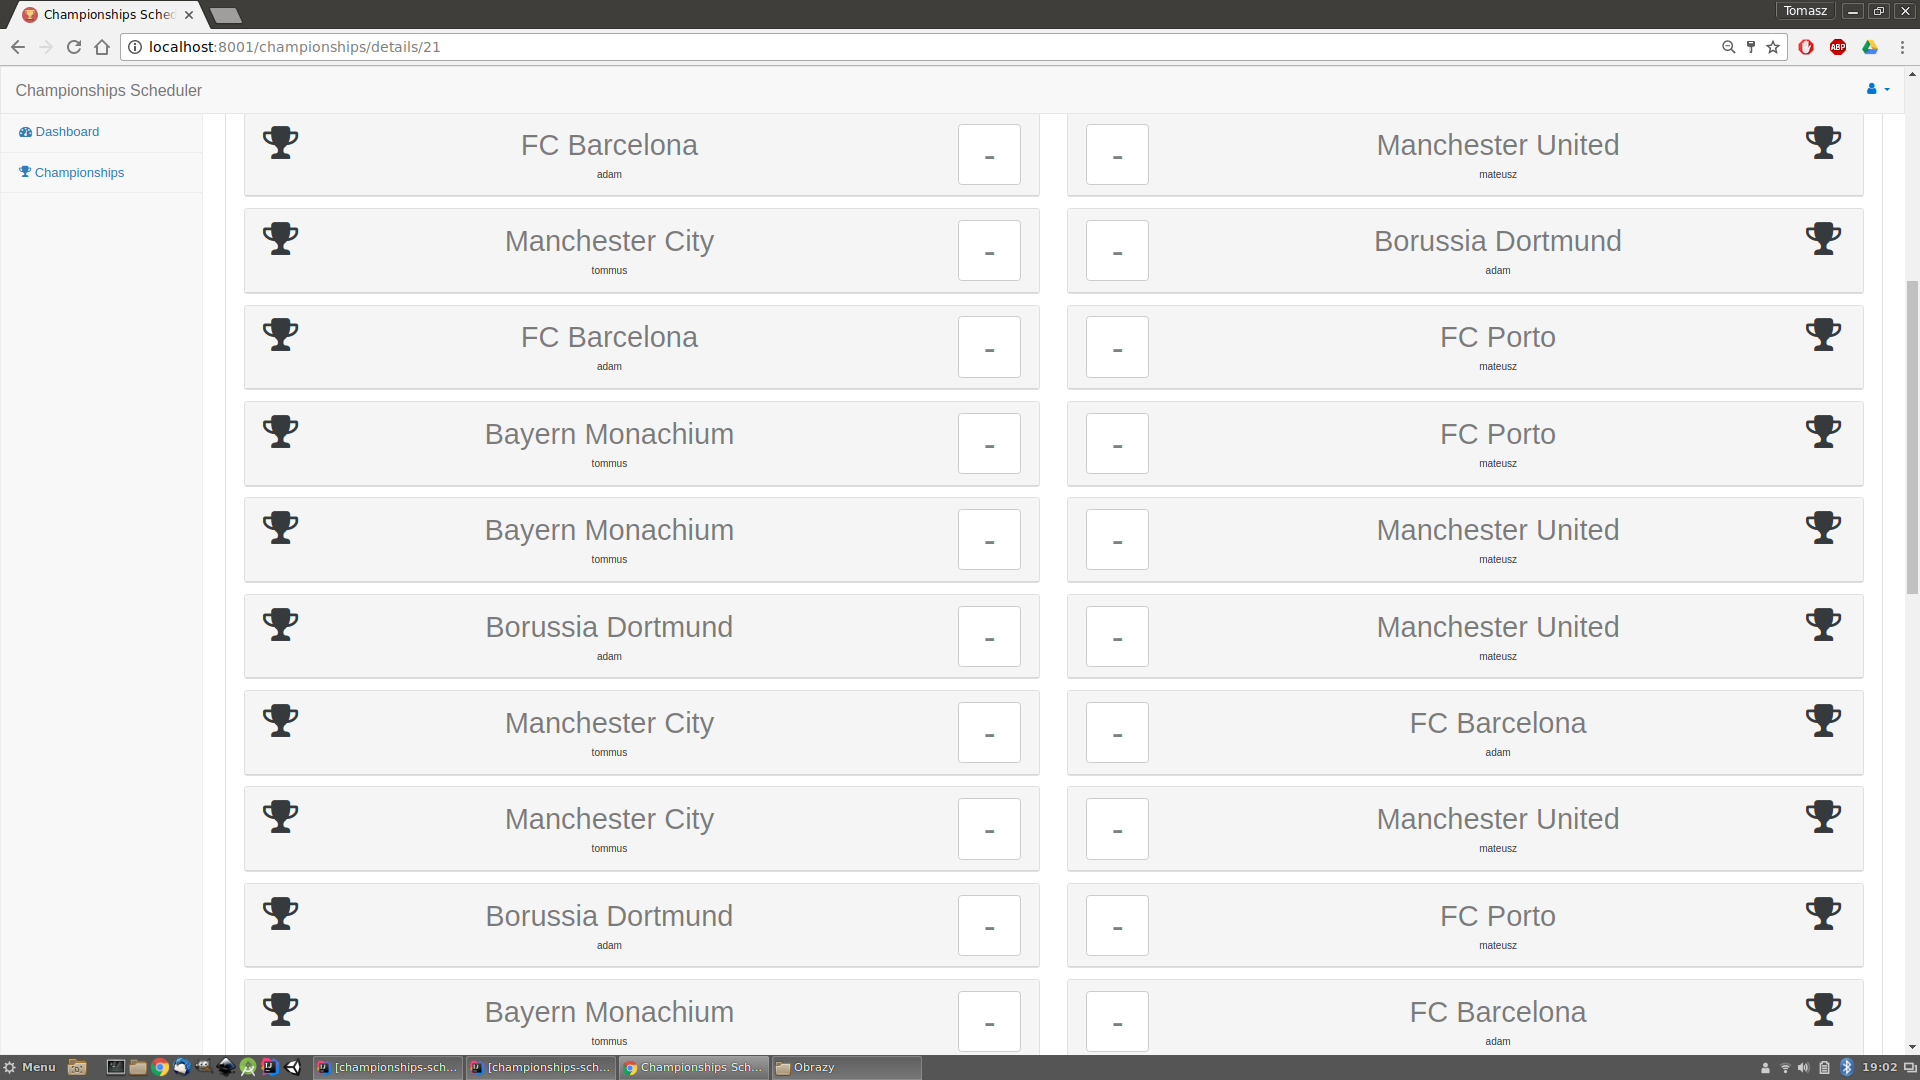 Championships Sched
Tomasz
localhost:8001/championships/details/21
ABP
Championships Scheduler
Dashboard
Championships
FC Barcelona - - Manchester United
adam mateusz
Manchester City - - Borussia Dortmund
tommus adam
FC Barcelona - - FC Porto
adam mateusz
Bayern Monachium - - FC Porto
tommus mateusz
Bayern Monachium - - Manchester United
tommus mateusz
Borussia Dortmund - - Manchester United
adam mateusz
Manchester City - - FC Barcelona
tommus adam
Manchester City - - Manchester United
tommus mateusz
Borussia Dortmund - - FC Porto
adam mateusz
Bayern Monachium - - FC Barcelona
tommus adam
Menu [championships-sch... [championships-sch... Championships Sch... Obrazy 19:02